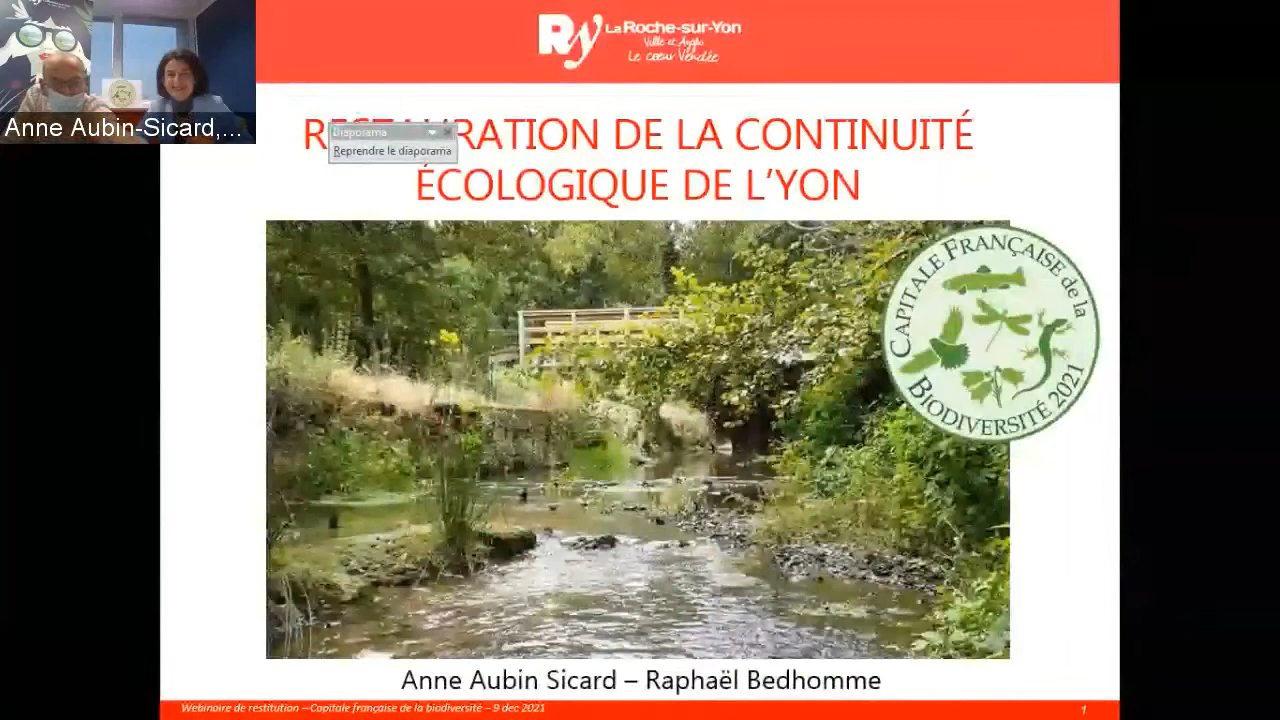 Ry La Roche-sur-Yon
Ville et Agglo
Le cœur Vendée
Anne Aubin-Sicard,...
Diaporama
Reprendre le diaporama
RATION DE LA CONTINUITÉ
ÉCOLOGIQUE DE L’YON
CAPITALE FRANÇAISE de la
BIODIVERSITÉ 2021
Anne Aubin Sicard – Raphaël Bedhomme
Webinaire de restitution – Capitale française de la biodiversité – 9 dec 2021
1